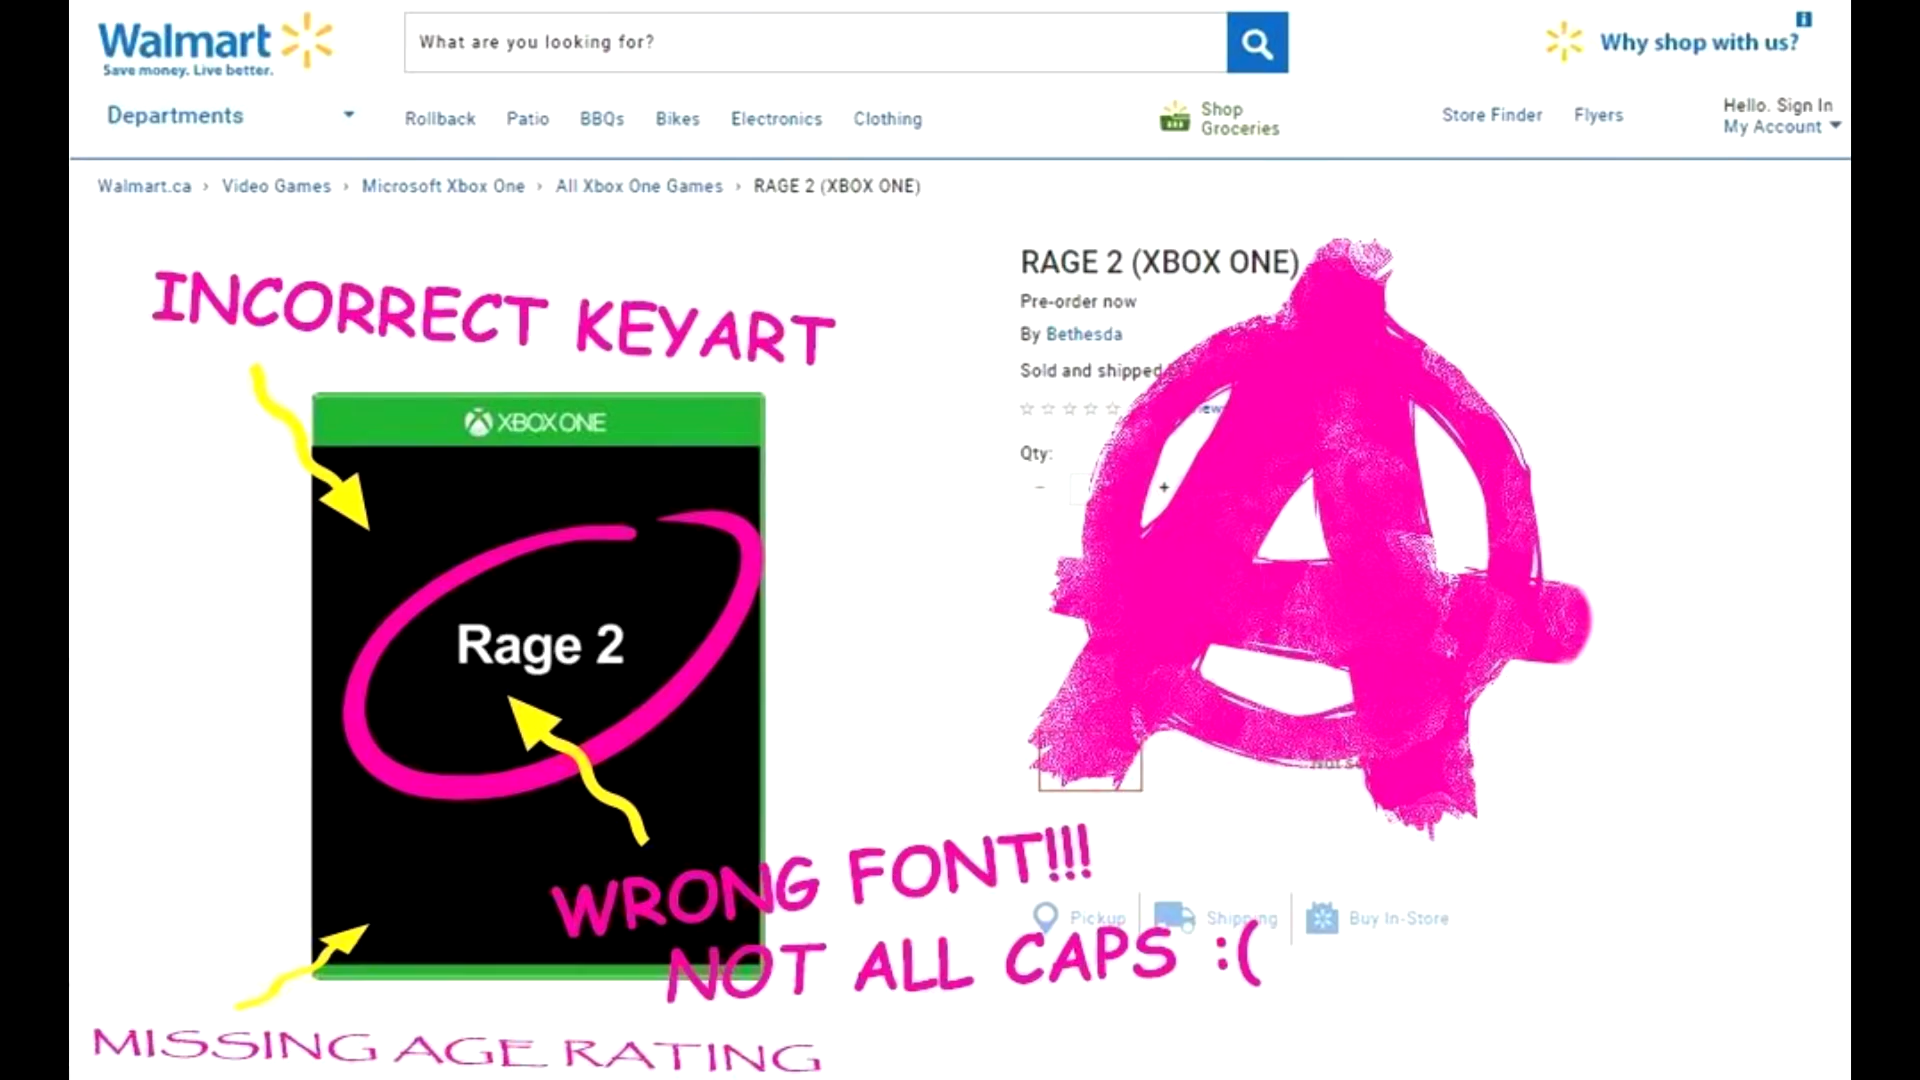 Walmart
Save money. Live better.
What are you looking for?
Why shop with us?
Departments
Rollback
Patio
BBQs
Bikes
Electronics
Clothing
Shop
Groceries
Store Finder
Flyers
Hello. Sign In
My Account
Walmart.ca › Video Games › Microsoft Xbox One › All Xbox One Games › RAGE 2 (XBOX ONE)
INCORRECT KEYART
XBOX ONE
Rage 2
WRONG FONT!!!
NOT ALL CAPS :(
MISSING AGE RATING
RAGE 2 (XBOX ONE)
Pre-order now
By Bethesda
Sold and shipped
Qty:
− +
Pickup
Shipping
Buy In-Store